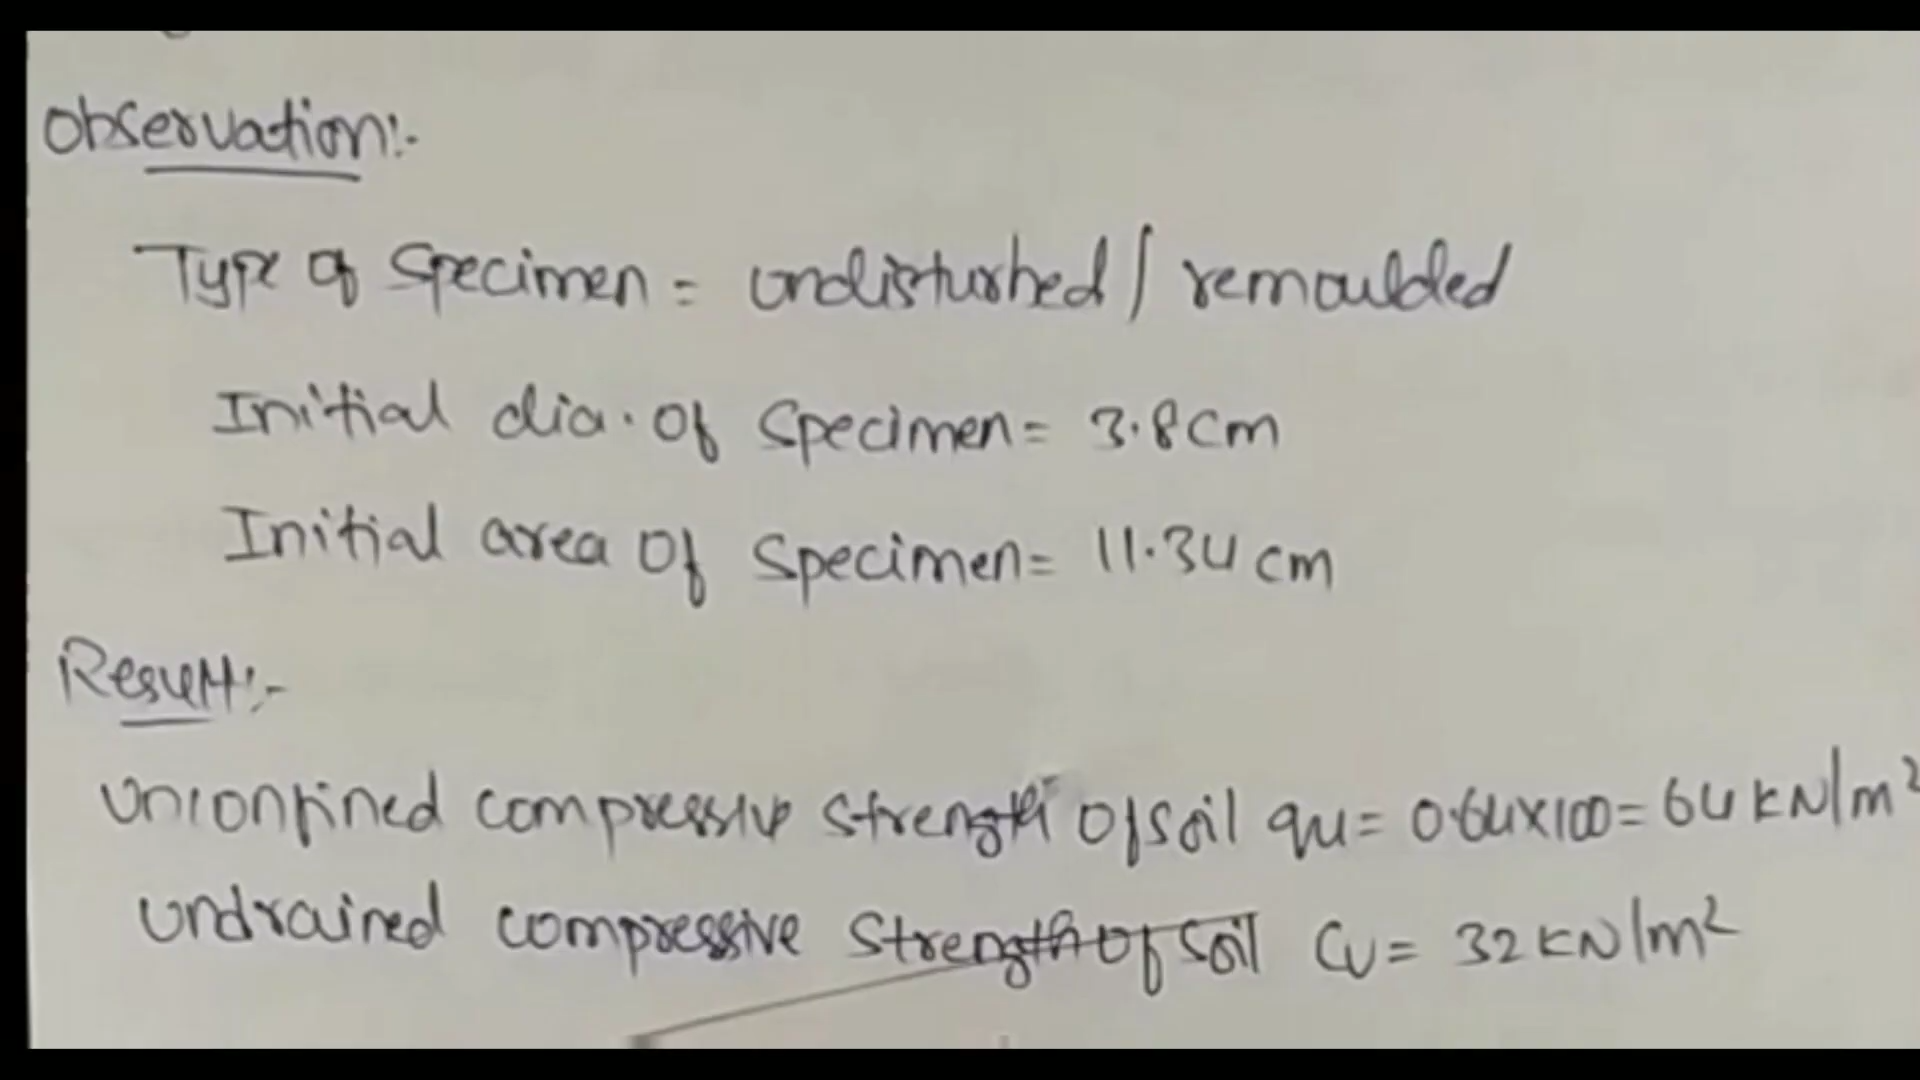 Observation:-
Type of Specimen = undisturbed / remoulded
Initial dia. of specimen = 3.8cm
Initial area of specimen = 11.34 cm
Result:-
Unconfined compressive strength of soil qu = 0.64x100 = 64 KN/m²
Undrained compressive strength of soil Cu = 32 KN/m²